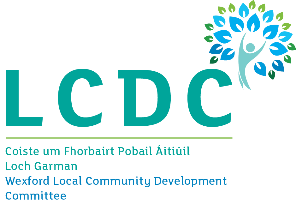 LCDC
Coiste um Fhorbairt Pobail Áitiúil
Loch Garman
Wexford Local Community Development
Committee